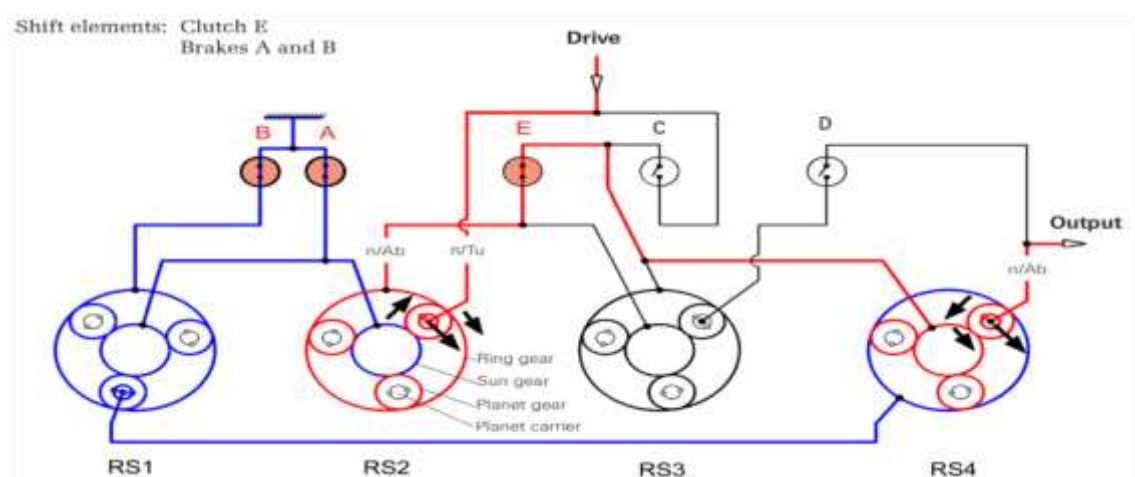 Shift elements: Clutch E
Brakes A and B
Drive
B A E C D
Output
n/Ab n/Tu n/Ab
Ring gear
Sun gear
Planet gear
Planet carrier
RS1 RS2 RS3 RS4